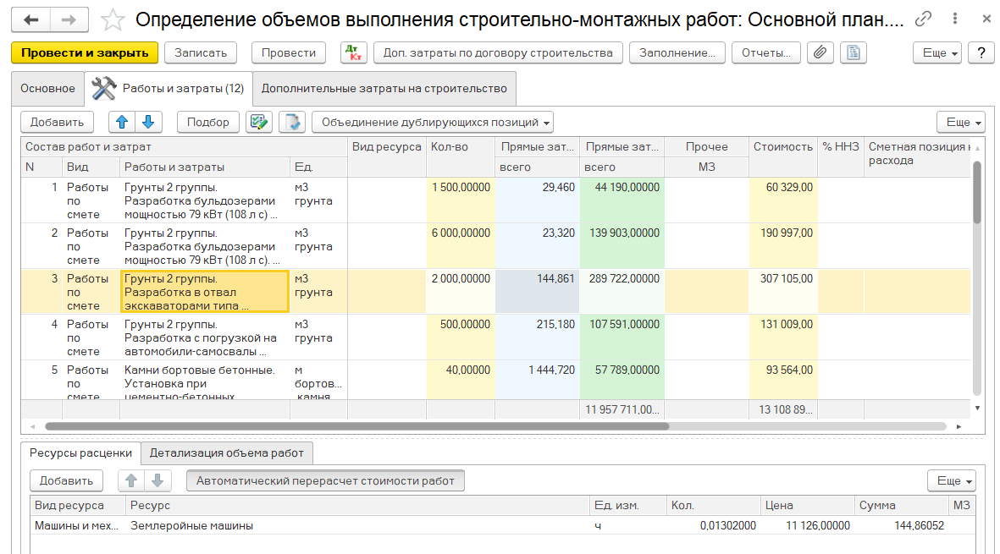 Определение объемов выполнения строительно-монтажных работ: Основной план....
Провести и закрыть Записать Провести Дт Кт Доп. затраты по договору строительства Заполнение... Отчеты... Еще ?
Основное Работы и затраты (12) Дополнительные затраты на строительство
Добавить Подбор Объединение дублирующихся позиций Еще
Состав работ и затрат Вид ресурса Кол-во Прямые зат... Прямые зат... Прочее Стоимость % ННЗ Сметная позиция
N Вид Работы и затраты Ед. всего всего МЗ расхода
1 Работы Грунты 2 группы. м3 1 500,00000 29,460 44 190,00000 60 329,00
по Разработка бульдозерами грунта
смете мощностью 79 кВт (108 л с) ...
2 Работы Грунты 2 группы. м3 6 000,00000 23,320 139 903,00000 190 997,00
по Разработка бульдозерами грунта
смете мощностью 79 кВт (108 л с). ...
3 Работы Грунты 2 группы. м3 2 000,00000 144,861 289 722,00000 307 105,00
по Разработка в отвал грунта
смете экскаваторами типа ...
4 Работы Грунты 2 группы. м3 500,00000 215,180 107 591,00000 131 009,00
по Разработка с погрузкой на грунта
смете автомобили-самосвалы ...
5 Работы Камни бортовые бетонные. м 40,00000 1 444,720 57 789,00000 93 564,00
по Установка при бортов...
смете цементно-бетонных камня
11 957 711,00... 13 108 89...
Ресурсы расценки Детализация объема работ
Добавить Автоматический перерасчет стоимости работ Еще
Вид ресурса Ресурс Ед. изм. Кол. Цена Сумма МЗ
Машины и мех... Землеройные машины ч 0,01302000 11 126,00000 144,86052